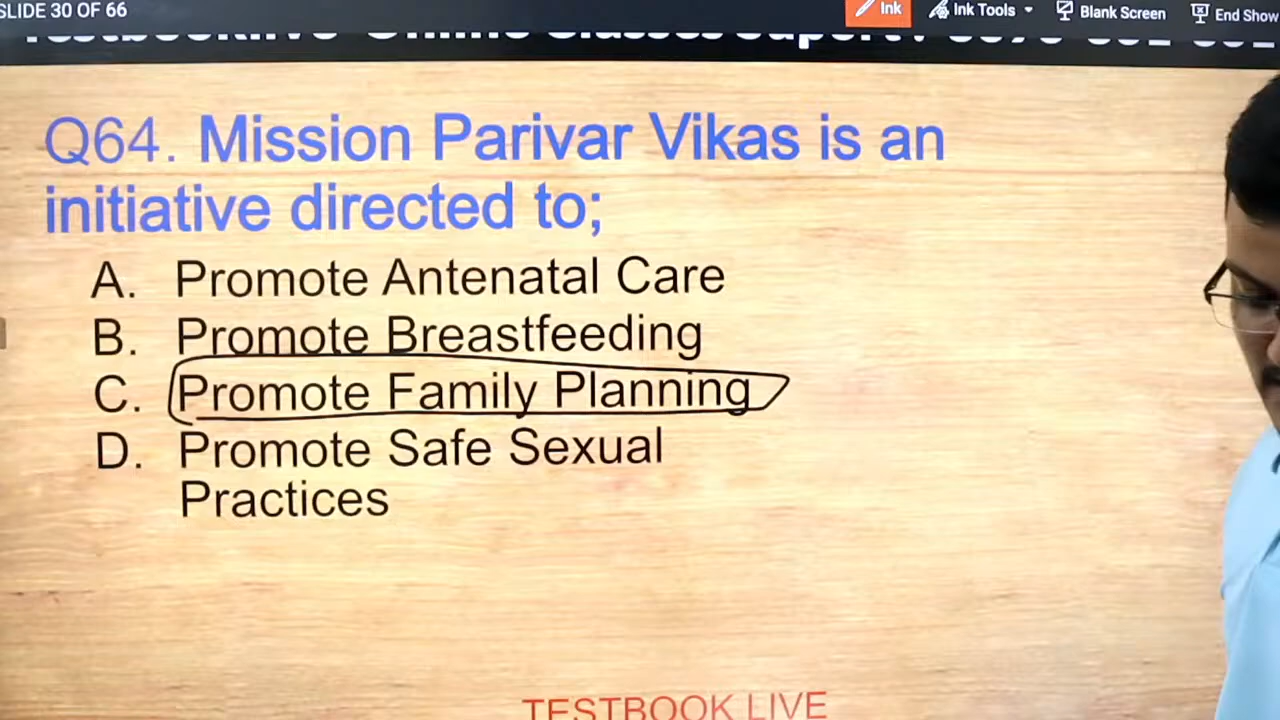 SLIDE 30 OF 66
Ink
Ink Tools
Blank Screen
End Show
Q64. Mission Parivar Vikas is an
initiative directed to;
A. Promote Antenatal Care
B. Promote Breastfeeding
C. Promote Family Planning
D. Promote Safe Sexual
Practices
TESTBOOK LIVE